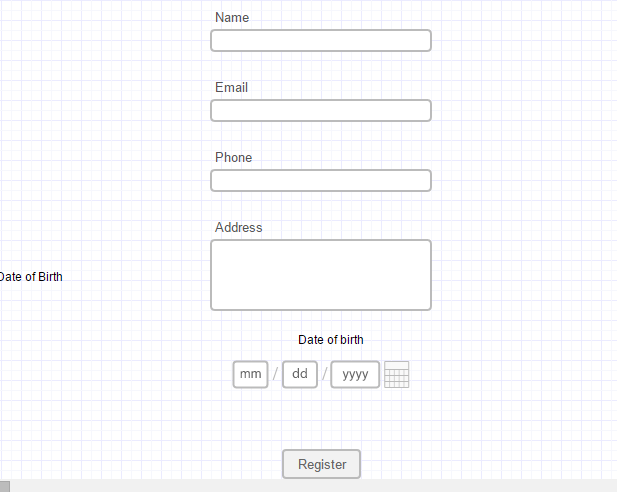 Name
Email
Phone
Address
Date of Birth
Date of birth
mm / dd / yyyy
Register